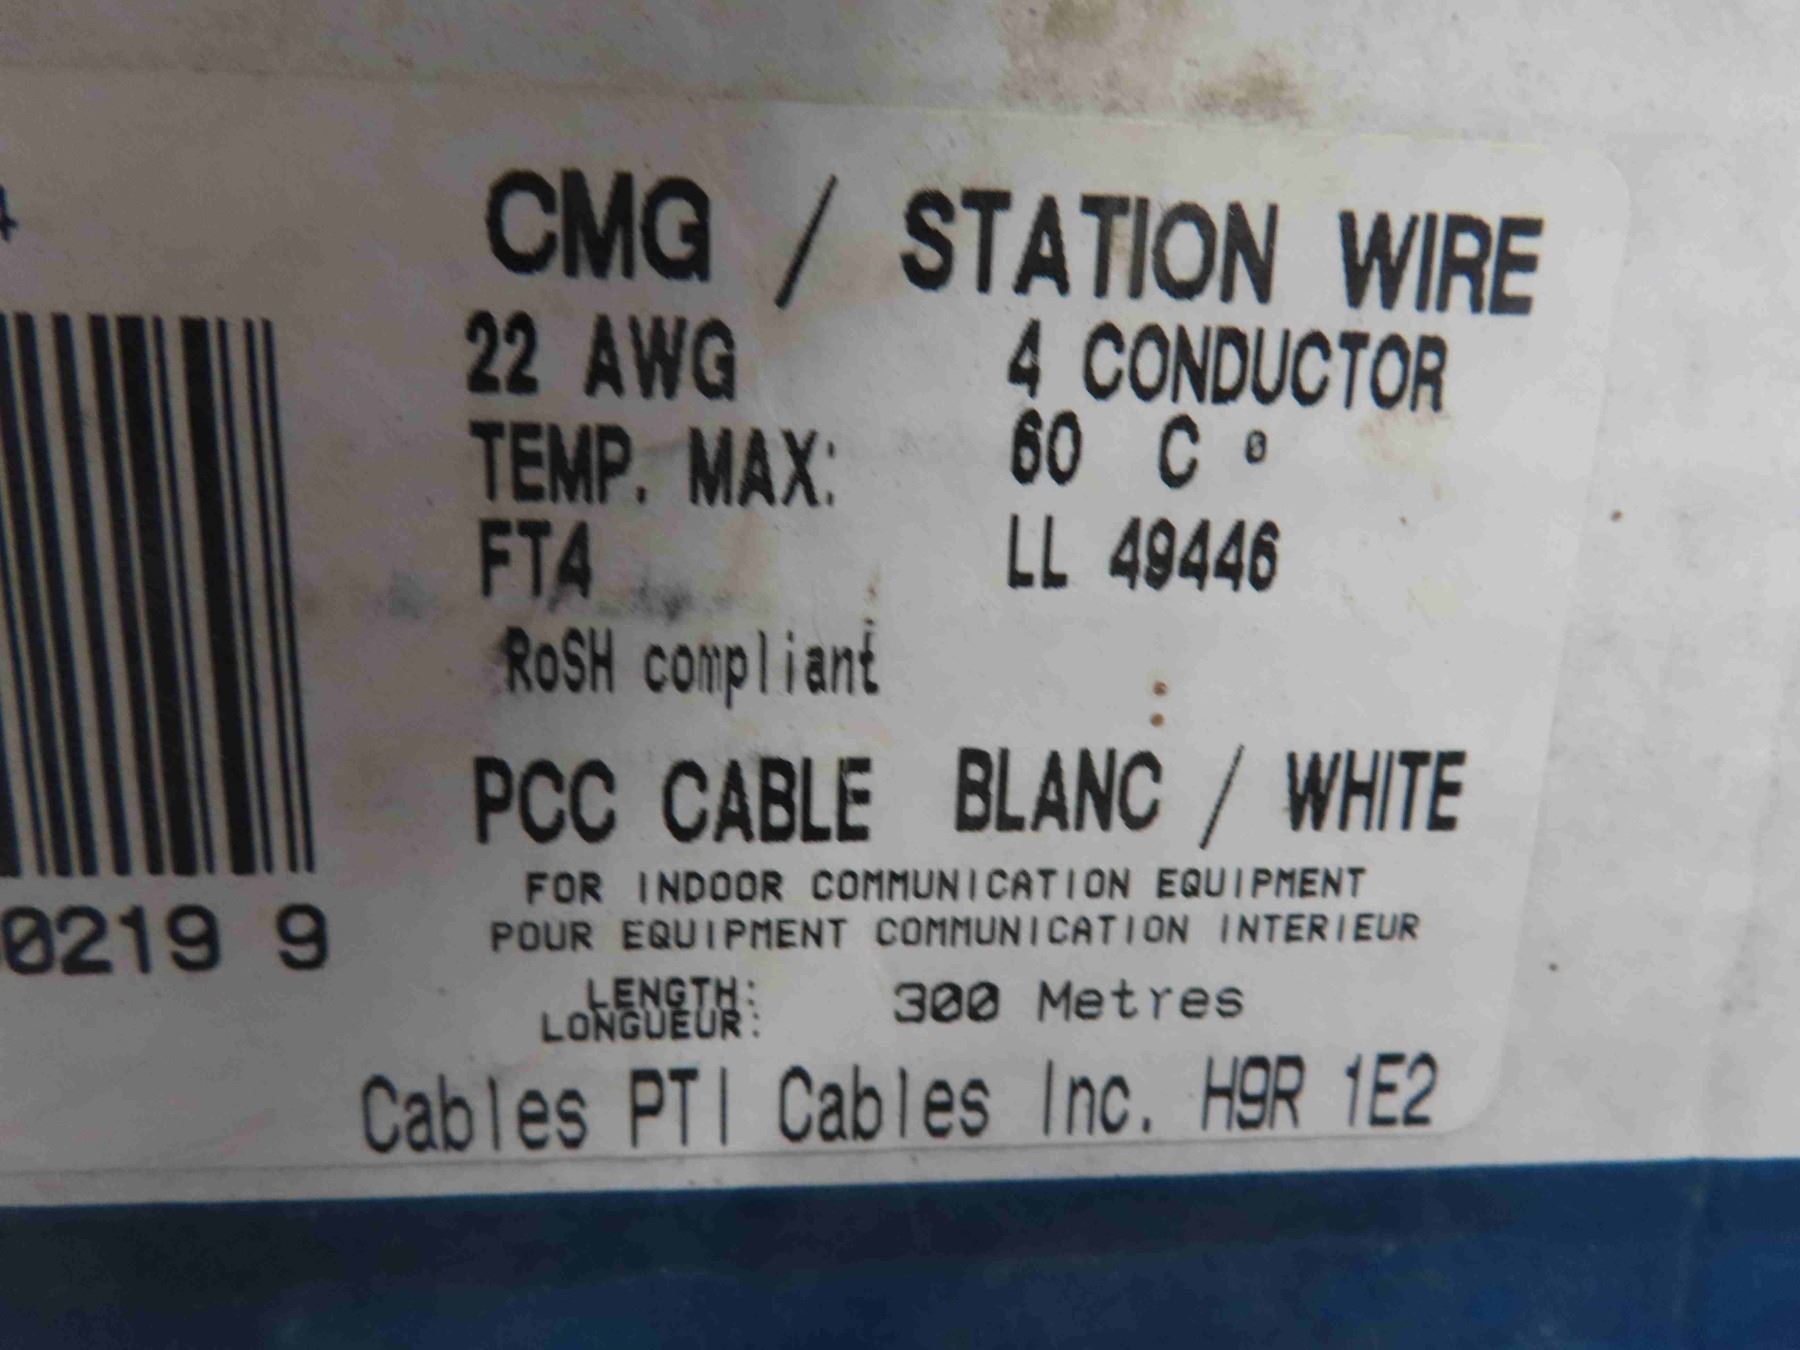 4
CMG / STATION WIRE
22 AWG 4 CONDUCTOR
TEMP. MAX: 60 C °
FT4 LL 49446
RoSH compliant
PCC CABLE BLANC / WHITE
FOR INDOOR COMMUNICATION EQUIPMENT
POUR EQUIPMENT COMMUNICATION INTERIEUR
LENGTH:
LONGUEUR: 300 Metres
Cables PTI Cables Inc. H9R 1E2
0219 9